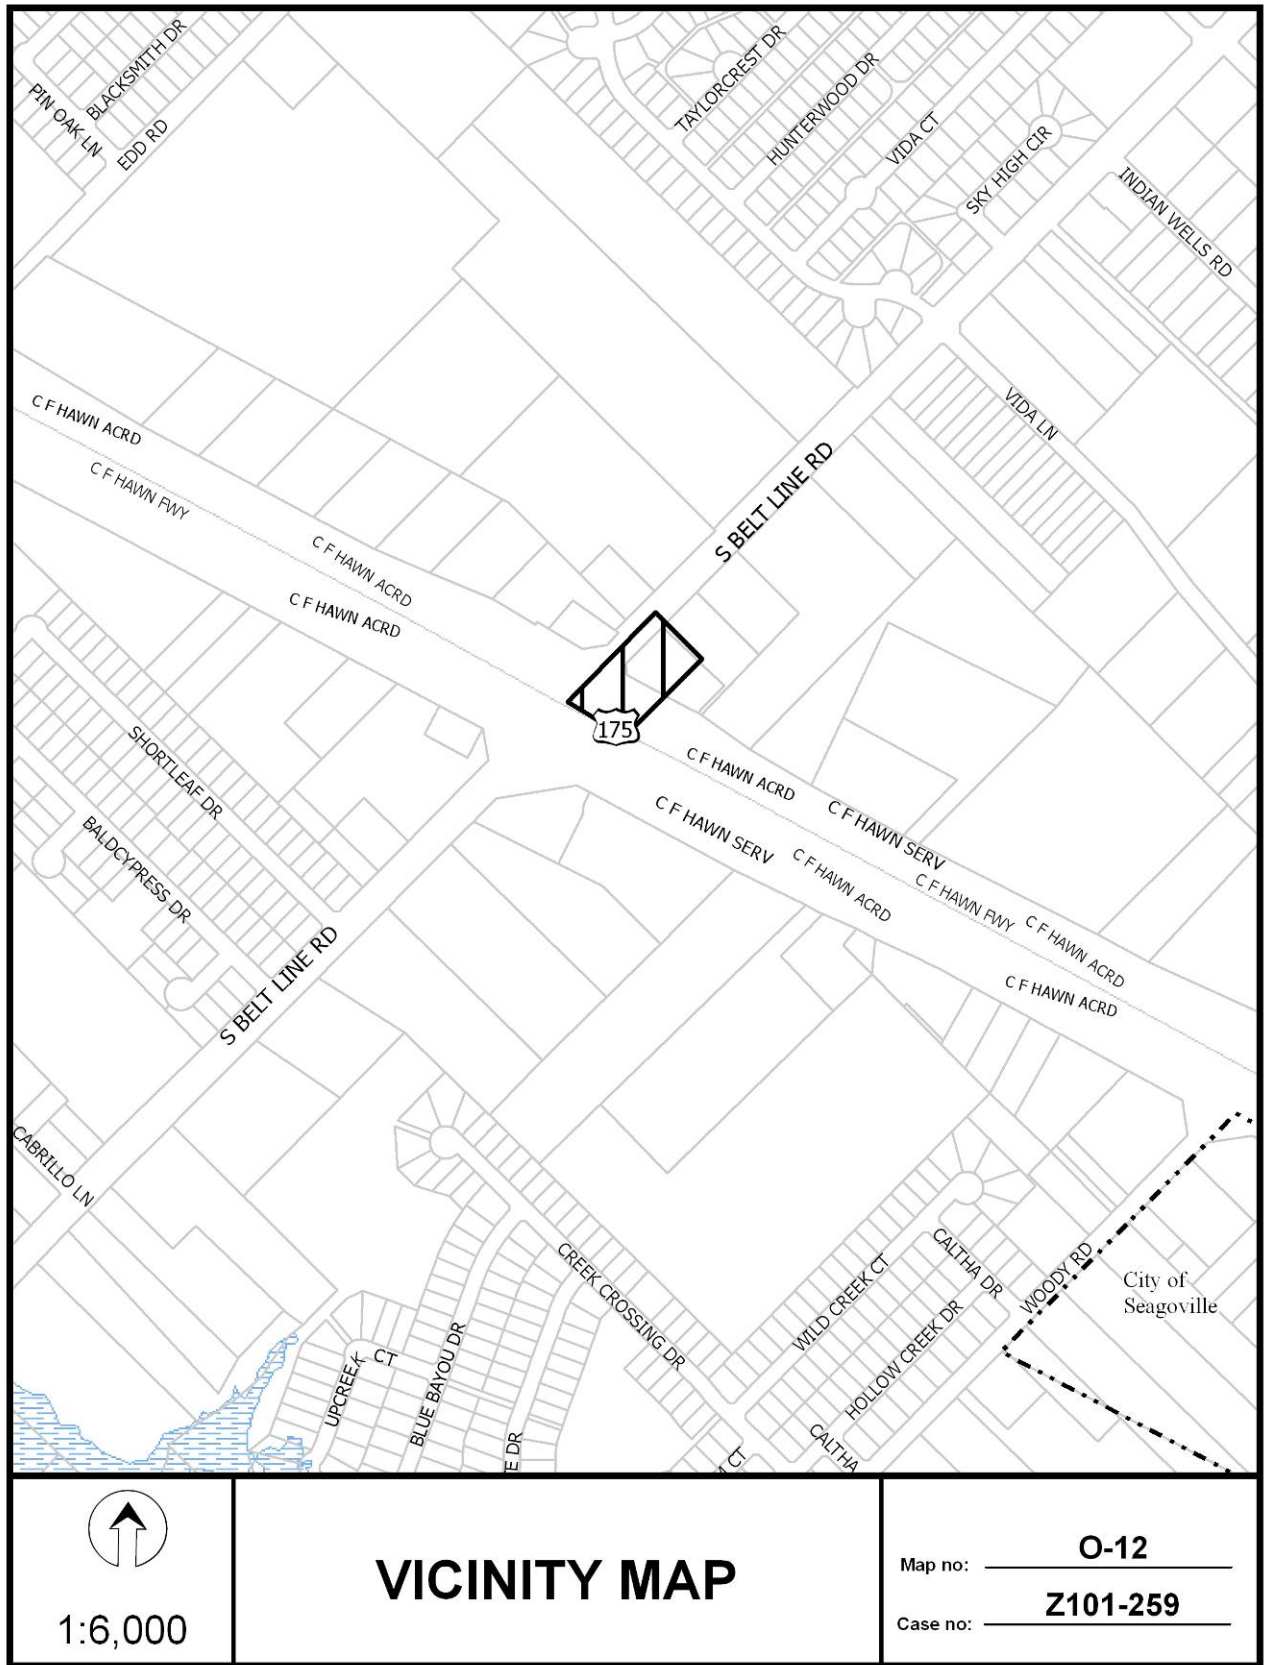 BLACKSMITH DR
PIN OAK LN
EDD RD
TAYLORCREST DR
HUNTERWOOD DR
VIDA CT
SKY HIGH CIR
INDIAN WELLS RD
C F HAWN ACRD
C F HAWN FWY
C F HAWN ACRD
C F HAWN ACRD
VIDA LN
S BELT LINE RD
175
SHORTLEAF DR
BALDCYPRESS DR
C F HAWN ACRD
C F HAWN SERV
C F HAWN SERV
C F HAWN ACRD
C F HAWN FWY
C F HAWN ACRD
C F HAWN ACRD
S BELT LINE RD
CABRILLO LN
CREEK CROSSING DR
WILD CREEK CT
CALTHA DR
WOODY RD
City of
Seagoville
HOLLOW CREEK DR
UPCREEK CT
BLUE BAYOU DR
E DR
CT
CALTHA
1:6,000
VICINITY MAP
Map no: O-12
Case no: Z101-259